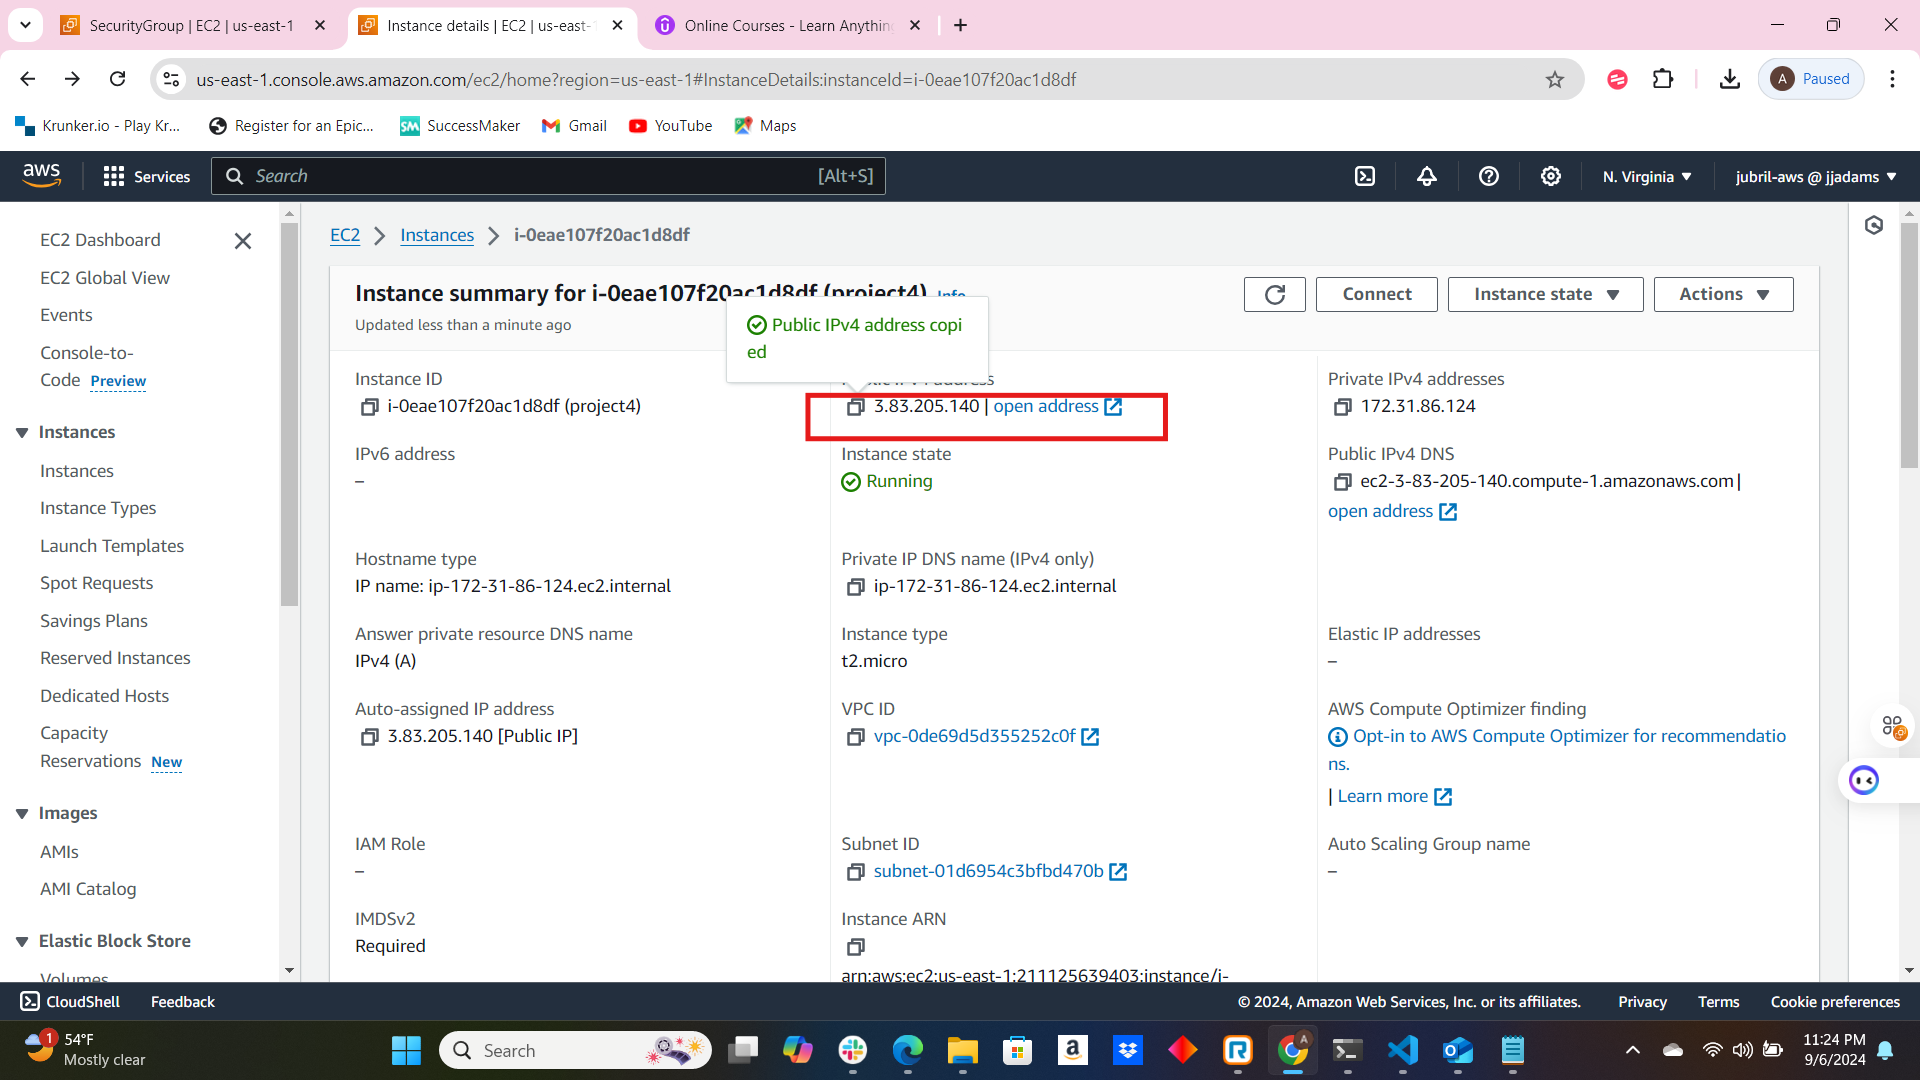 SecurityGroup | EC2 | us-east-1
Instance details | EC2 | us-east-
Online Courses - Learn Anythin
us-east-1.console.aws.amazon.com/ec2/home?region=us-east-1#InstanceDetails:instanceId=i-0eae107f20ac1d8df
A
Paused
Krunker.io - Play Kr...
Register for an Epic...
SM
SuccessMaker
Gmail
YouTube
Maps
aws
Services
Search
[Alt+S]
N. Virginia
jubril-aws @ jjadams
EC2 Dashboard
EC2 Global View
Events
Console-to-
Code Preview
Instances
Instances
Instance Types
Launch Templates
Spot Requests
Savings Plans
Reserved Instances
Dedicated Hosts
Capacity
Reservations New
Images
AMIs
AMI Catalog
Elastic Block Store
Volumes
EC2 > Instances > i-0eae107f20ac1d8df
Instance summary for i-0eae107f20ac1d8df (project4) Info
Updated less than a minute ago
Connect
Instance state
Actions
Public IPv4 address copi
ed
Instance ID
i-0eae107f20ac1d8df (project4)
Public IPv4 address
3.83.205.140 | open address
Private IPv4 addresses
172.31.86.124
IPv6 address
–
Instance state
Running
Public IPv4 DNS
ec2-3-83-205-140.compute-1.amazonaws.com |
open address
Hostname type
IP name: ip-172-31-86-124.ec2.internal
Private IP DNS name (IPv4 only)
ip-172-31-86-124.ec2.internal
Answer private resource DNS name
IPv4 (A)
Instance type
t2.micro
Elastic IP addresses
–
Auto-assigned IP address
3.83.205.140 [Public IP]
VPC ID
vpc-0de69d5d355252c0f
AWS Compute Optimizer finding
Opt-in to AWS Compute Optimizer for recommendatio
ns.
| Learn more
IAM Role
–
Subnet ID
subnet-01d6954c3bfbd470b
Auto Scaling Group name
–
IMDSv2
Required
Instance ARN
arn:aws:ec2:us-east-1:211125639403:instance/i-
CloudShell
Feedback
© 2024, Amazon Web Services, Inc. or its affiliates.
Privacy
Terms
Cookie preferences
1
54°F
Mostly clear
Search
11:24 PM
9/6/2024